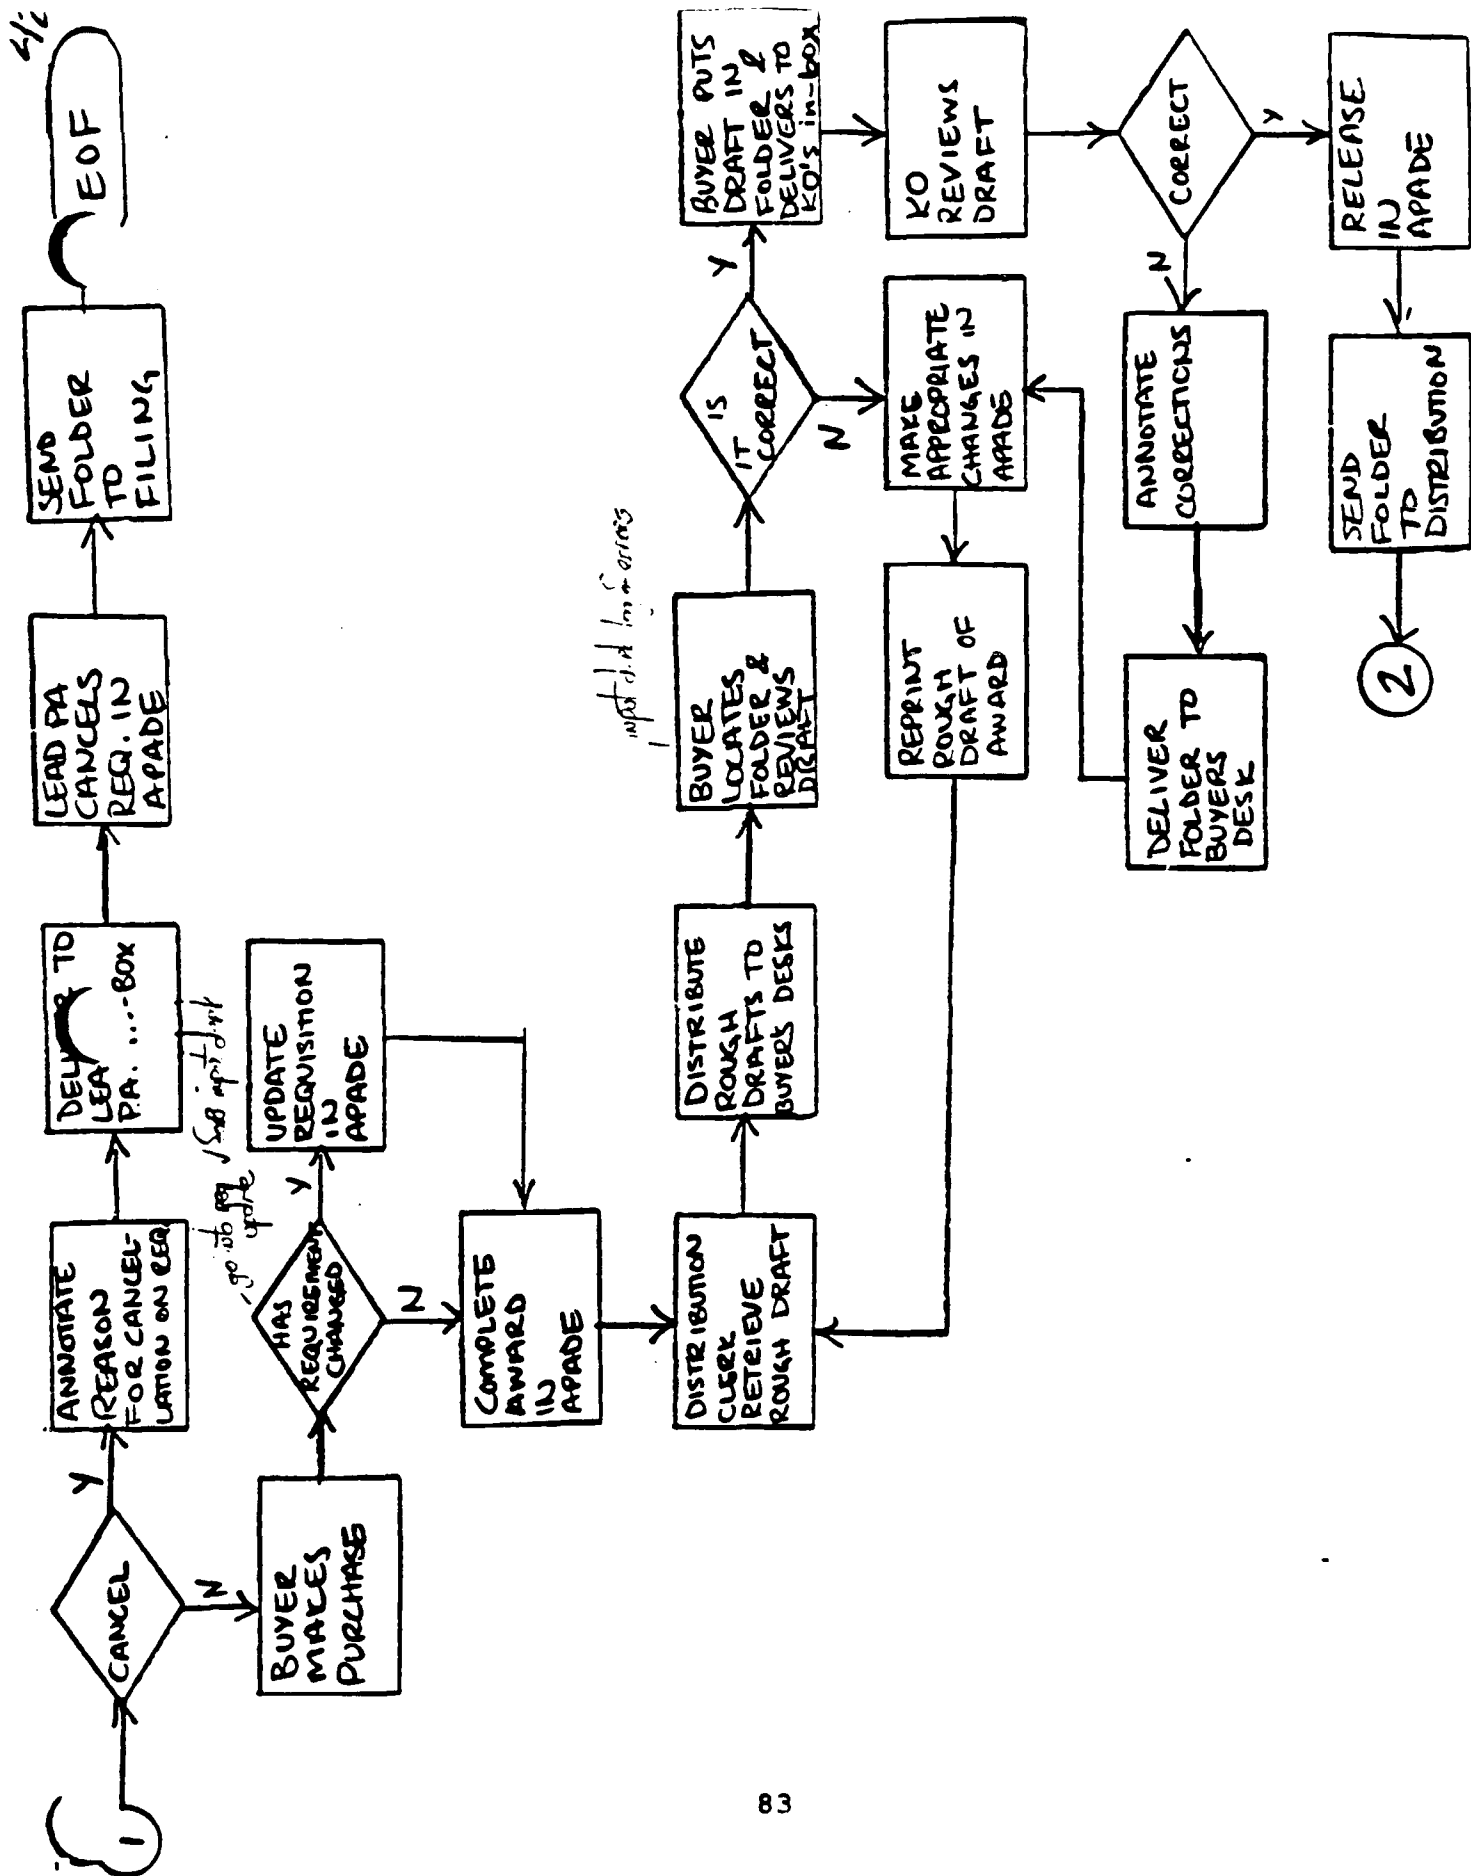 1
CANCEL
Y
N
ANNOTATE
REASON
FOR CANCEL-
LATION ON REQ.
TO
P.A. ....-BOX
LEAD PA
CANCELS
REQ. IN
APADE
SEND
FOLDER
TO
FILING
EOF
BUYER
MAKES
PURCHASE
HAS
REQUIREMENT
CHANGED
Y
N
UPDATE
REQUISITION
IN
APADE
COMPLETE
AWARD
IN
APADE
DISTRIBUTION
CLERK
RETRIEVE
ROUGH DRAFT
DISTRIBUTE
ROUGH
DRAFTS TO
BUYERS DESKS
BUYER
LOCATES
FOLDER &
REVIEWS
DRAFT
IS
IT
CORRECT
Y
N
BUYER PUTS
DRAFT IN
FOLDER &
DELIVERS TO
KO's in-box
MAKE
APPROPRIATE
CHANGES IN
APADE
REPRINT
ROUGH
DRAFT OF
AWARD
KO
REVIEWS
DRAFT
CORRECT
N
Y
ANNOTATE
CORRECTIONS
DELIVER
FOLDER TO
BUYERS
DESK
RELEASE
IN
APADE
SEND
FOLDER
TO
DISTRIBUTION
2
83